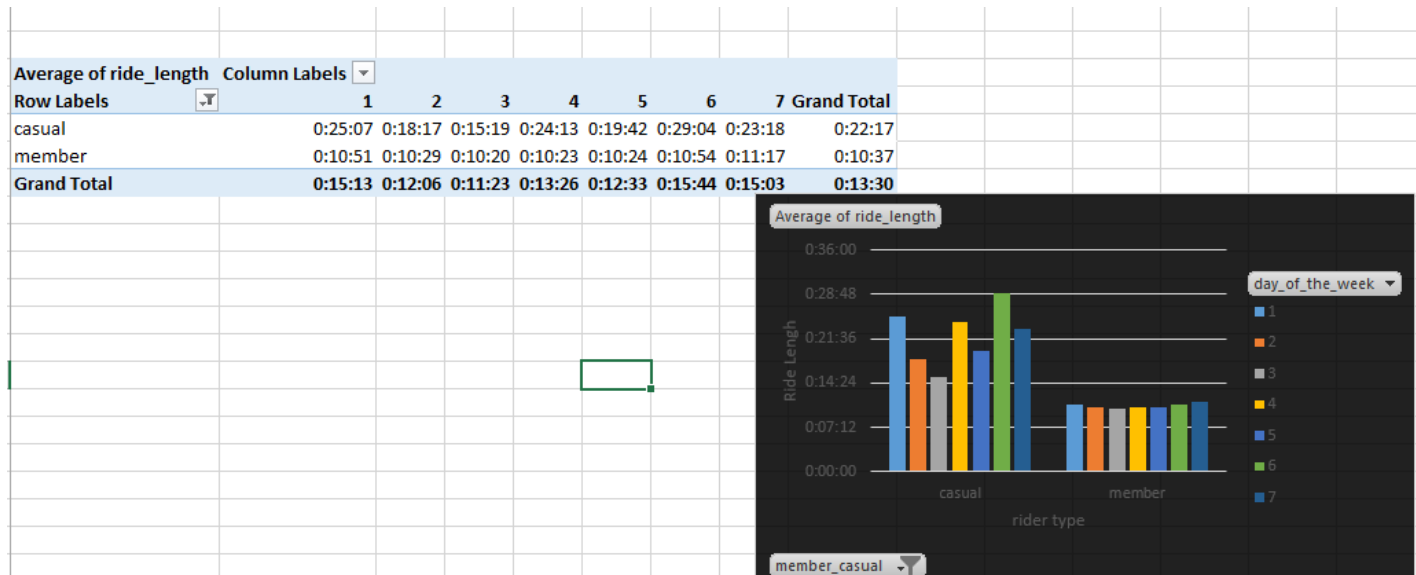 Average of ride_length Column Labels
Row Labels 1 2 3 4 5 6 7 Grand Total
casual 0:25:07 0:18:17 0:15:19 0:24:13 0:19:42 0:29:04 0:23:18 0:22:17
member 0:10:51 0:10:29 0:10:20 0:10:23 0:10:24 0:10:54 0:11:17 0:10:37
Grand Total 0:15:13 0:12:06 0:11:23 0:13:26 0:12:33 0:15:44 0:15:03 0:13:30
Average of ride_length
0:36:00
0:28:48
0:21:36
0:14:24
0:07:12
0:00:00
Ride Lengh
casual member
rider type
day_of_the_week
1
2
3
4
5
6
7
member_casual